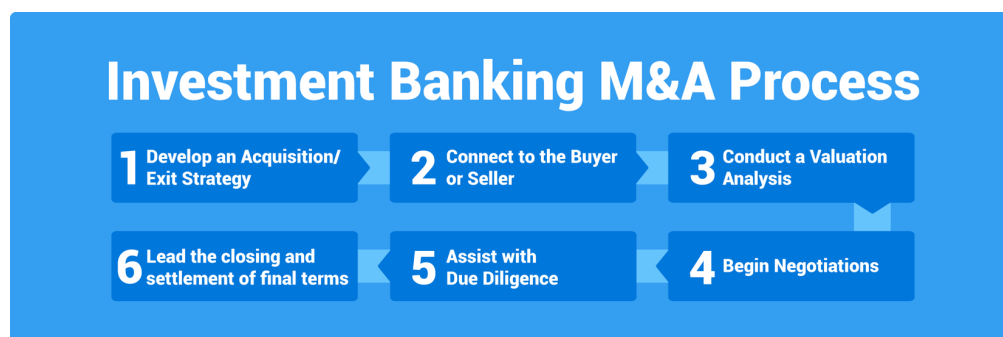 Investment Banking M&A Process
1 Develop an Acquisition/
Exit Strategy
2 Connect to the Buyer
or Seller
3 Conduct a Valuation
Analysis
4 Begin Negotiations
5 Assist with
Due Diligence
6 Lead the closing and
settlement of final terms